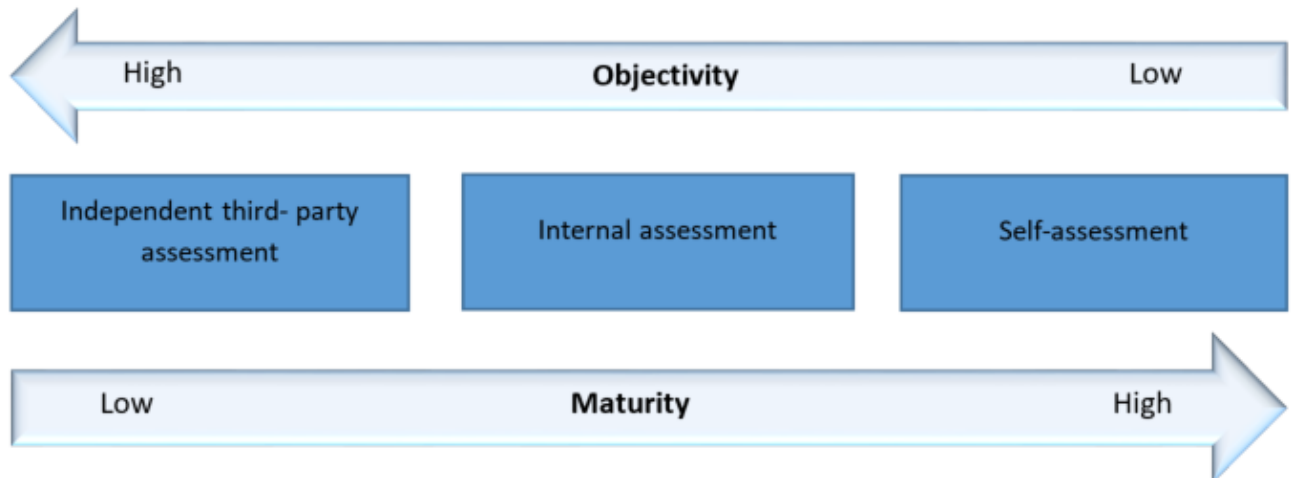 High Objectivity Low
Independent third- party
assessment
Internal assessment
Self-assessment
Low Maturity High